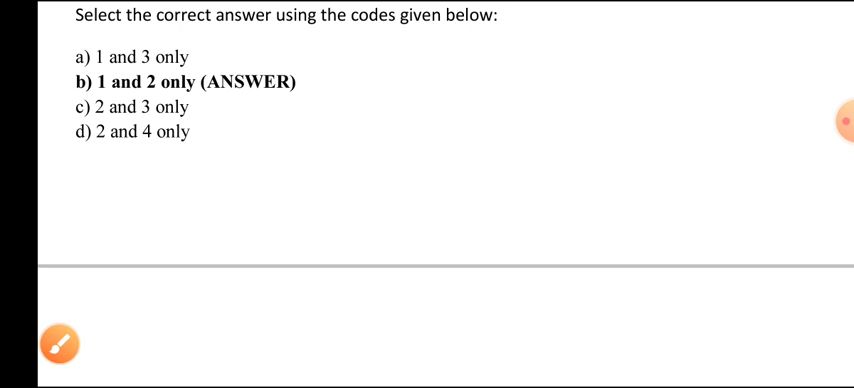 Select the correct answer using the codes given below:
a) 1 and 3 only
b) 1 and 2 only (ANSWER)
c) 2 and 3 only
d) 2 and 4 only